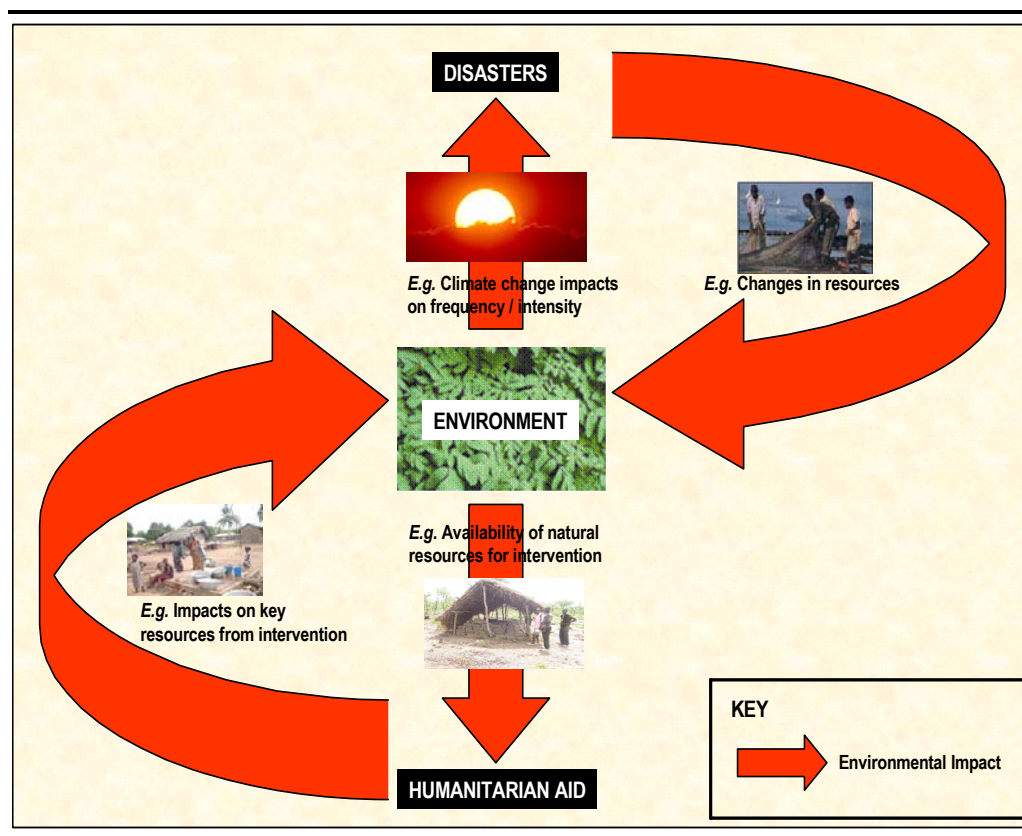 DISASTERS
E.g. Climate change impacts
on frequency / intensity
E.g. Changes in resources
ENVIRONMENT
E.g. Availability of natural
resources for intervention
E.g. Impacts on key
resources from intervention
KEY
Environmental Impact
HUMANITARIAN AID